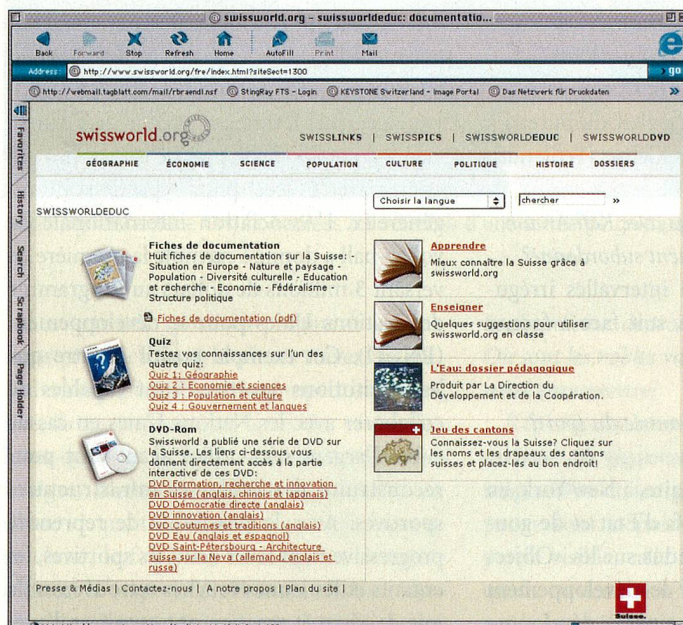 swissworld.org – swissworldeduc: documentatio...
Back Forward Stop Refresh Home AutoFill Print Mail
Address: http://www.swissworld.org/fre/index.html?siteSect=1300 go
http://webmail.tagblatt.com/mail/rbraendl.nsf StingRay FTS - Login KEYSTONE Switzerland - Image Portal Das Netzwerk für Druckdaten »
Favorites
History
Search
Scrapbook
Page Holder
swissworld.org
SWISSLINKS | SWISSPICS | SWISSWORLDEDUC | SWISSWORLDDVD
GÉOGRAPHIE ÉCONOMIE SCIENCE POPULATION CULTURE POLITIQUE HISTOIRE DOSSIERS
Choisir la langue chercher »
SWISSWORLDEDUC
Fiches de documentation
Huit fiches de documentation sur la Suisse:
Situation en Europe - Nature et paysage -
Population - Diversité culturelle - Education
et recherche - Economie - Fédéralisme -
Structure politique
Fiches de documentation (pdf)
Quiz
Testez vos connaissances sur l'un des
quatre quiz:
Quiz 1: Géographie
Quiz 2 : Economie et sciences
Quiz 3 : Population et culture
Quiz 4 : Gouvernement et langues
DVD-Rom
Swissworld a publié une série de DVD sur
la Suisse. Les liens ci-dessous vous
donnent directement accès à la partie
interactive de ces DVD:
DVD Formation, recherche et innovation
en Suisse (anglais, chinois et japonais)
DVD Démocratie directe (anglais)
DVD innovation (anglais)
DVD Coutumes et traditions (anglais)
DVD Eau (anglais et espagnol)
DVD Saint-Pétersbourg - Architecture
suisse sur la Neva (allemand, anglais et
russe)
Apprendre
Mieux connaître la Suisse grâce à
swissworld.org
Enseigner
Quelques suggestions pour utiliser
swissworld.org en classe
L'Eau: dossier pédagogique
Produit par La Direction du
Développement et de la Coopération.
Jeu des cantons
Connaissez-vous la Suisse? Cliquez sur
les noms et les drapeaux des cantons
suisses et placez-les au bon endroit!
Presse & Médias | Contactez-nous | A notre propos | Plan du site |
Suisse.